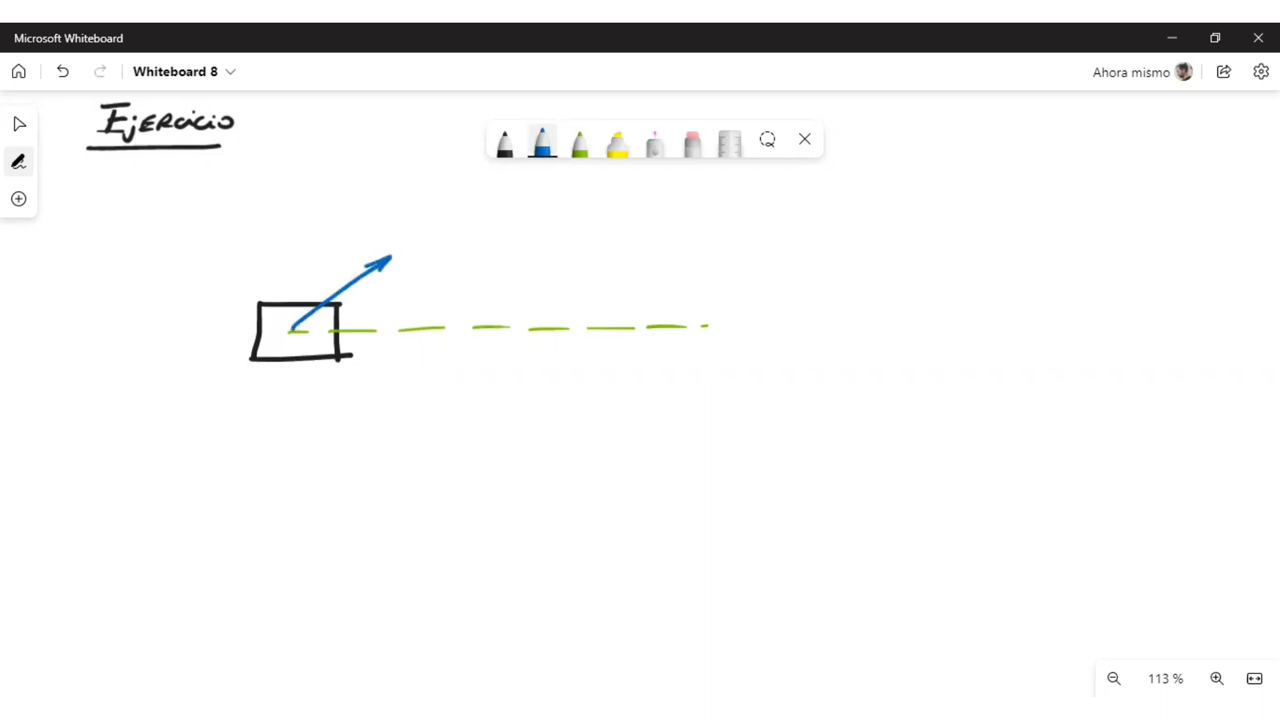 Microsoft Whiteboard
Whiteboard 8
Ahora mismo
Ejercicio
113 %